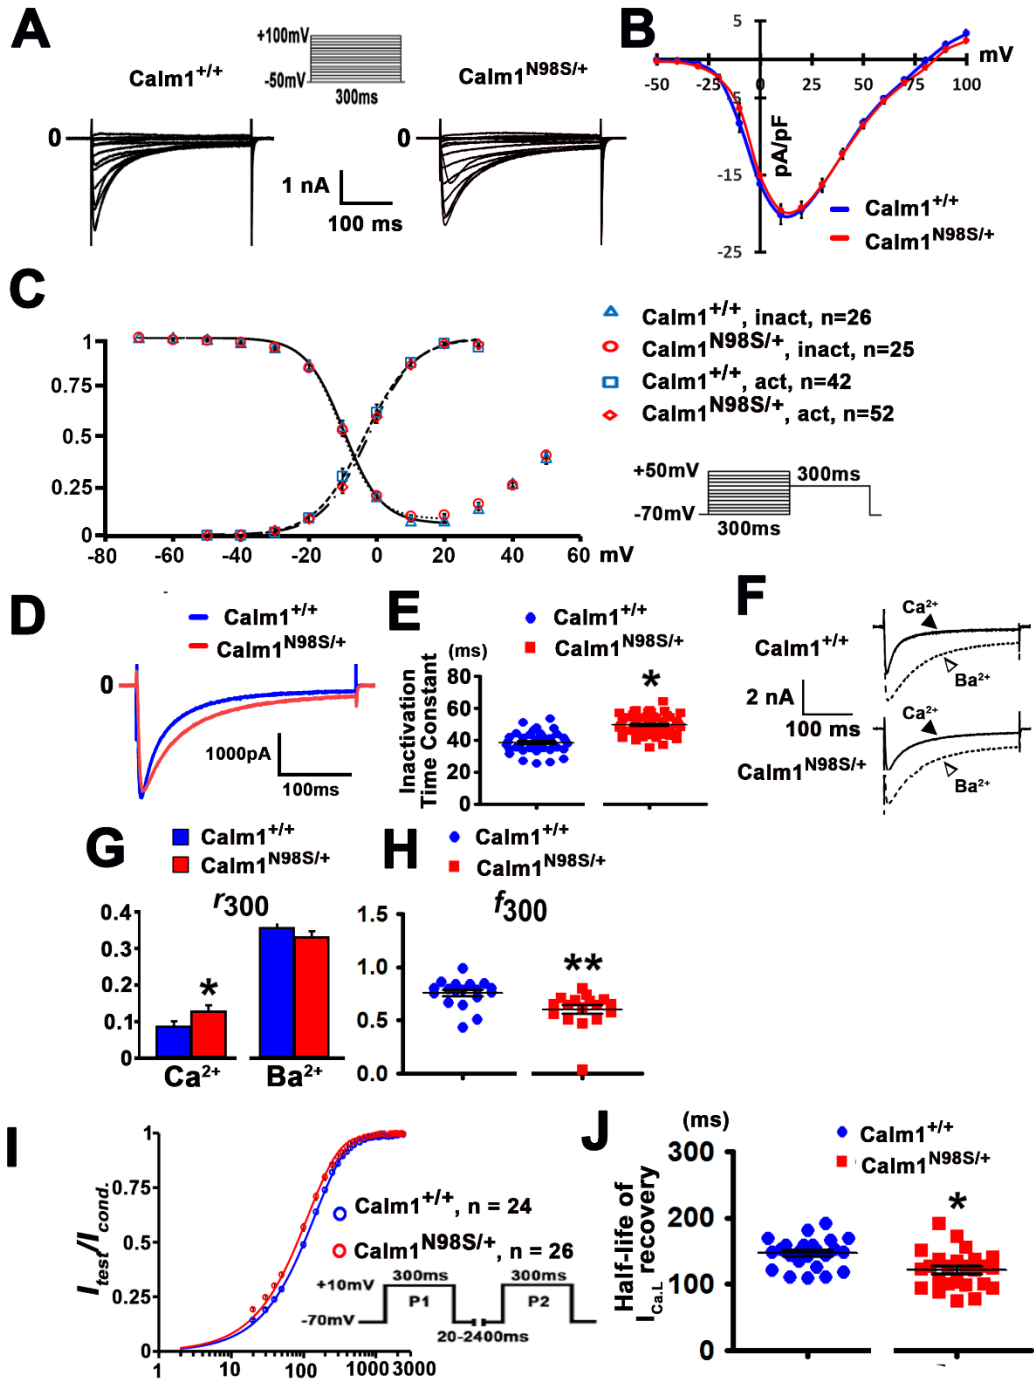 A
+100mV
-50mV
300ms
Calm1+/+
Calm1N98S/+
0
0
1 nA
100 ms
B
5
mV
-50 -25 0 25 50 75 100
-5
-15
-25
pA/pF
Calm1+/+
Calm1N98S/+
C
1
0.75
0.5
0.25
0
-80 -60 -40 -20 0 20 40 60
mV
Calm1+/+, inact, n=26
Calm1N98S/+, inact, n=25
Calm1+/+, act, n=42
Calm1N98S/+, act, n=52
+50mV
300ms
-70mV
300ms
D
Calm1+/+
Calm1N98S/+
0
1000pA
100ms
E
Calm1+/+
Calm1N98S/+
(ms)
Inactivation
Time Constant
80
60
40
20
0
*
F
Ca2+
Calm1+/+
Ba2+
2 nA
100 ms
Ca2+
Calm1N98S/+
Ba2+
G
Calm1+/+
Calm1N98S/+
r300
0.4
0.3
0.2
0.1
0
*
Ca2+ Ba2+
H
Calm1+/+
Calm1N98S/+
f300
1.5
1.0
0.5
0.0
**
I
Itest/Icond.
1
0.75
0.5
0.25
0
1 10 100 1000 3000
Calm1+/+, n = 24
Calm1N98S/+, n = 26
300ms 300ms
+10mV
P1 P2
-70mV
20-2400ms
J
(ms)
Calm1+/+
Calm1N98S/+
Half-life of
ICa.L recovery
300
200
100
0
*